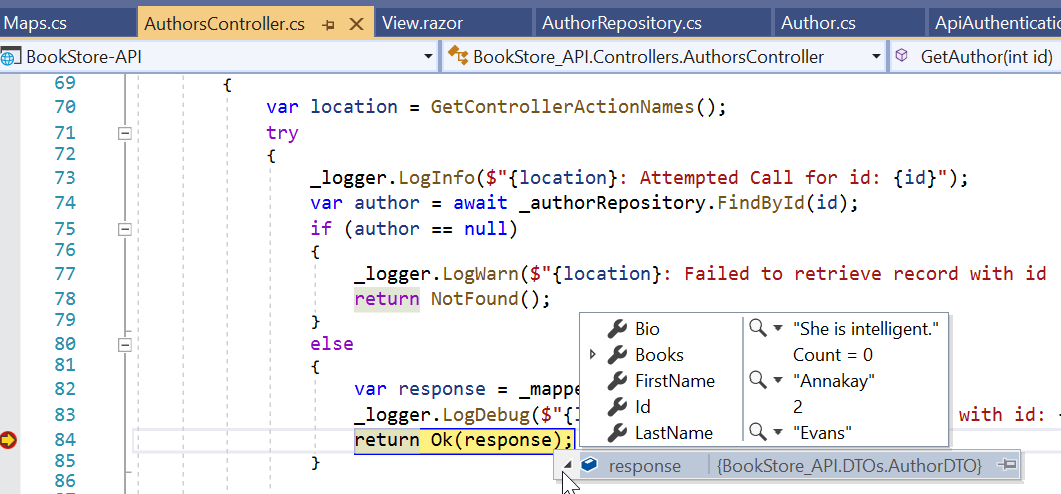 Maps.cs AuthorsController.cs View.razor AuthorRepository.cs Author.cs ApiAuthenticatio
BookStore-API BookStore_API.Controllers.AuthorsController GetAuthor(int id)
69 {
70 var location = GetControllerActionNames();
71 try
72 {
73 _logger.LogInfo($"{location}: Attempted Call for id: {id}");
74 var author = await _authorRepository.FindById(id);
75 if (author == null)
76 {
77 _logger.LogWarn($"{location}: Failed to retrieve record with id
78 return NotFound();
79 }
80 else
81 {
82 var response = _mappe
83 _logger.LogDebug($"{l with id:
84 return Ok(response);
85 }
86
Bio "She is intelligent."
Books Count = 0
FirstName "Annakay"
Id 2
LastName "Evans"
response {BookStore_API.DTOs.AuthorDTO}